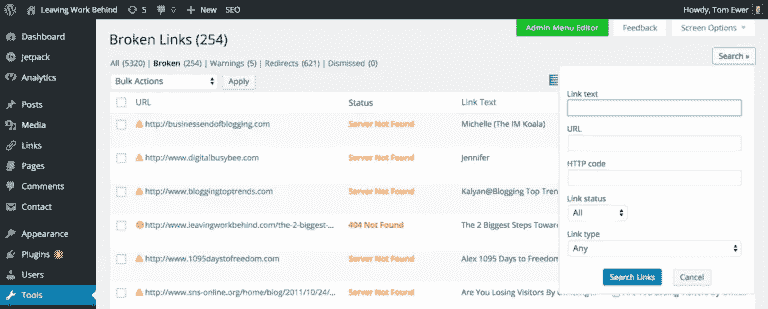 Leaving Work Behind 5 7 + New SEO Howdy, Tom Ewer
Dashboard
Jetpack
Analytics
Posts
Media
Links
Pages
Comments
Contact
Appearance
Plugins
Users
Tools
Admin Menu Editor Feedback Screen Options
Broken Links (254)
Search »
All (5320) | Broken (254) | Warnings (5) | Redirects (621) | Dismissed (0)
Bulk Actions Apply
URL Status Link Text
http://businessendofblogging.com Server Not Found Michelle (The IM Koala)
http://www.digitalbusybee.com Server Not Found Jennifer
http://www.bloggingtoptrends.com Server Not Found Kalyan@Blogging Top Tren
http://www.leavingworkbehind.com/the-2-biggest-... 404 Not Found The 2 Biggest Steps Toward
http://www.1095daystofreedom.com Server Not Found Alex 1095 Days to Freedom
http://www.sns-online.org/home/blog/2011/10/24/... Server Not Found Are You Losing Visitors By
Link text
URL
HTTP code
Link status
All
Link type
Any
Search Links Cancel